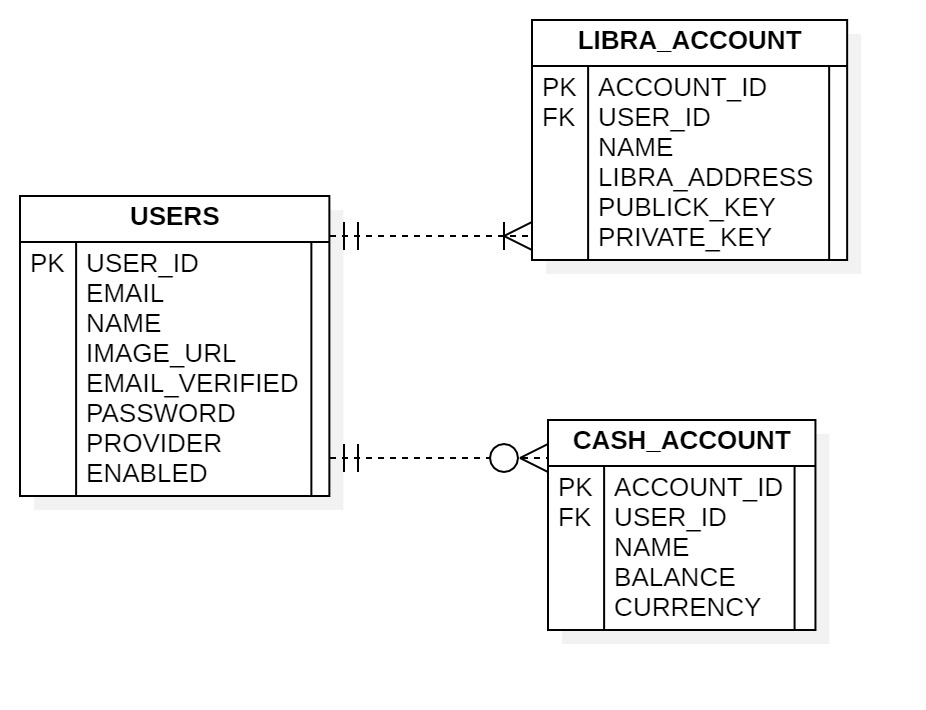 LIBRA_ACCOUNT
PK ACCOUNT_ID
FK USER_ID
NAME
LIBRA_ADDRESS
PUBLICK_KEY
PRIVATE_KEY
USERS
PK USER_ID
EMAIL
NAME
IMAGE_URL
EMAIL_VERIFIED
PASSWORD
PROVIDER
ENABLED
CASH_ACCOUNT
PK ACCOUNT_ID
FK USER_ID
NAME
BALANCE
CURRENCY